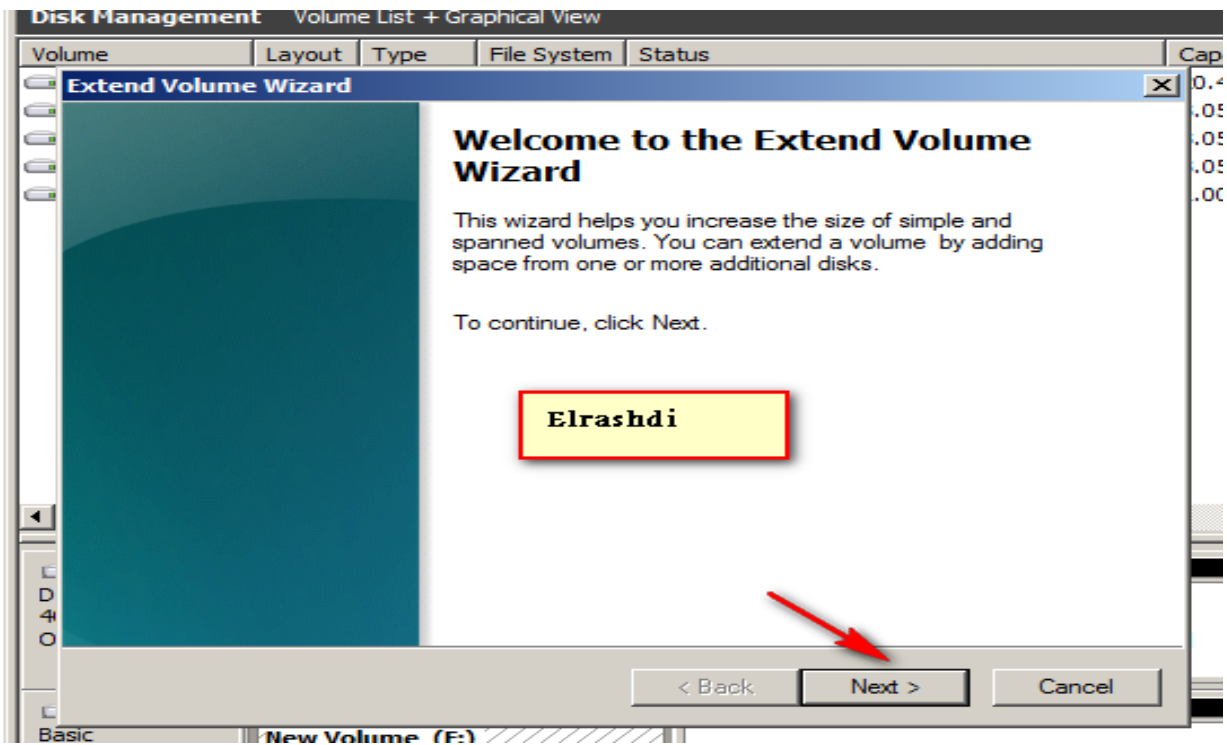 Disk Management Volume List + Graphical View
Volume Layout Type File System Status
Extend Volume Wizard
Welcome to the Extend Volume
Wizard
This wizard helps you increase the size of simple and
spanned volumes. You can extend a volume by adding
space from one or more additional disks.
To continue, click Next.
Elrashdi
< Back Next > Cancel
Basic New Volume